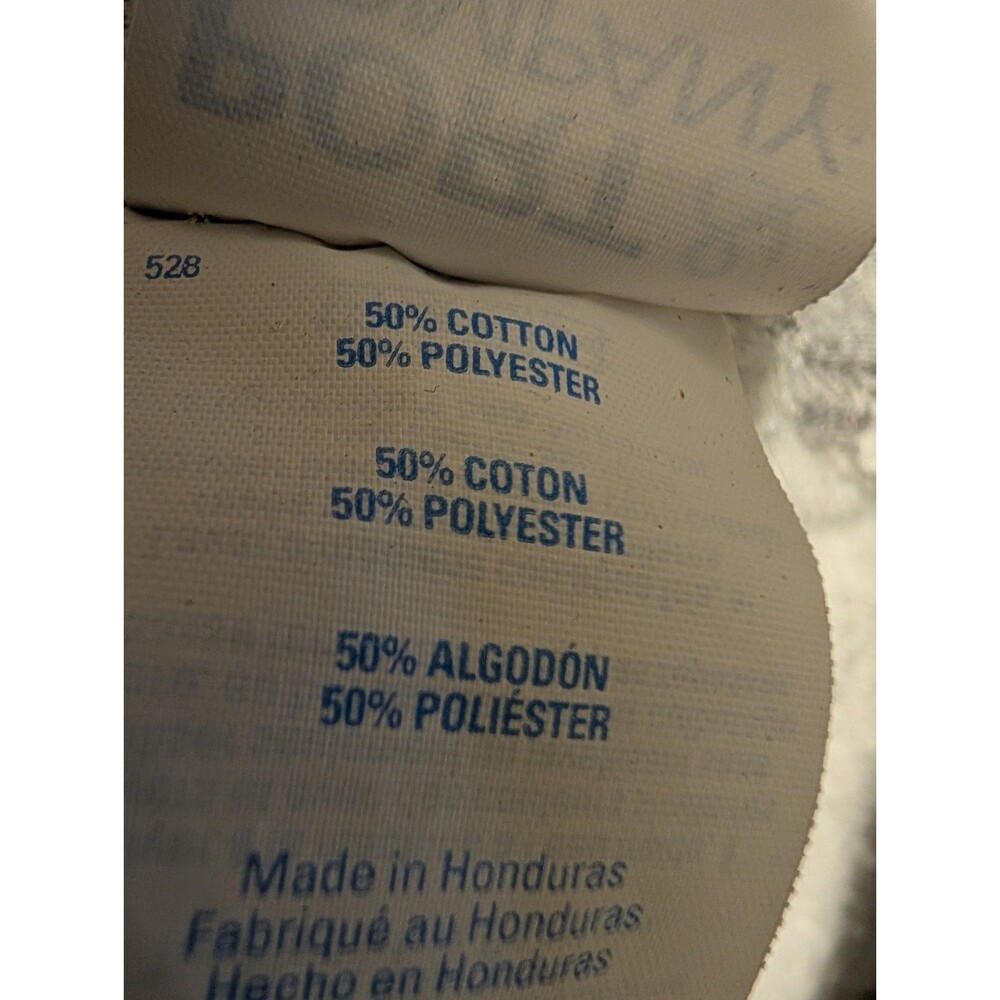 528
50% COTTON
50% POLYESTER
50% COTON
50% POLYESTER
50% ALGODÓN
50% POLIÉSTER
Made in Honduras
Fabriqué au Honduras
Hecho en Honduras